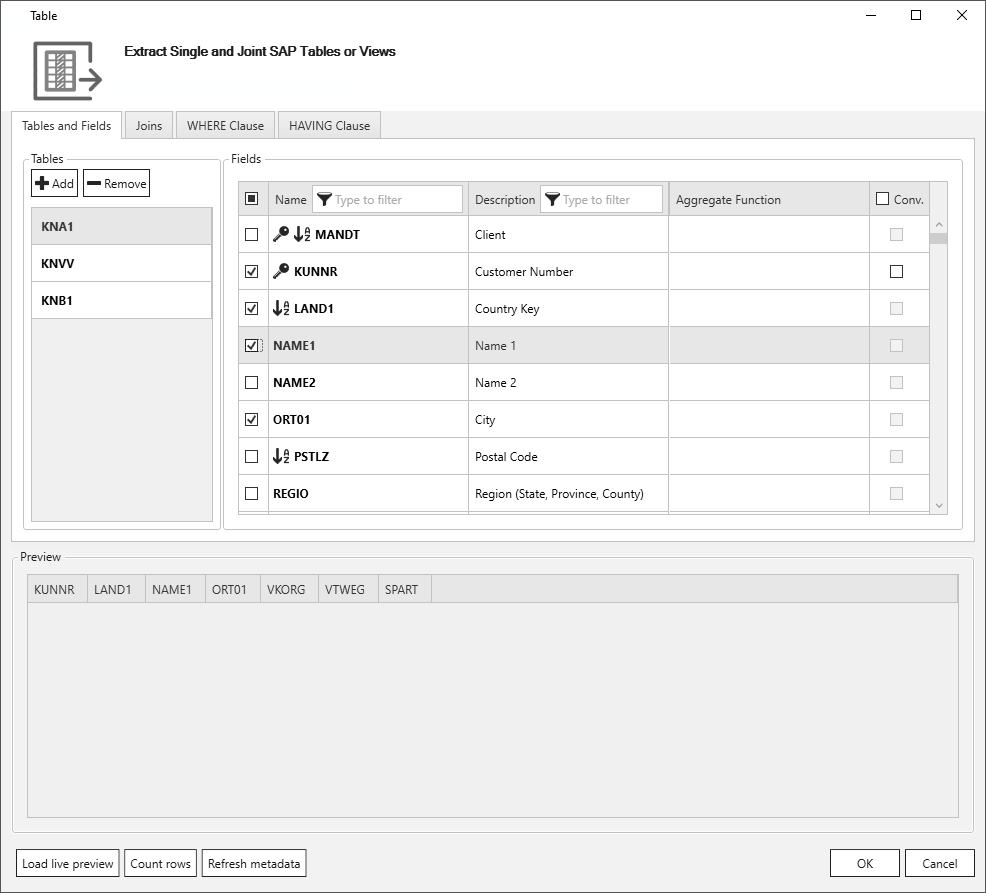 Table
Extract Single and Joint SAP Tables or Views
Tables and Fields Joins WHERE Clause HAVING Clause
Tables
Add Remove
KNA1
KNVV
KNB1
Fields
Name Type to filter Description Type to filter Aggregate Function Conv.
MANDT Client
KUNNR Customer Number
LAND1 Country Key
NAME1 Name 1
NAME2 Name 2
ORT01 City
PSTLZ Postal Code
REGIO Region (State, Province, County)
Preview
KUNNR LAND1 NAME1 ORT01 VKORG VTWEG SPART
Load live preview Count rows Refresh metadata OK Cancel